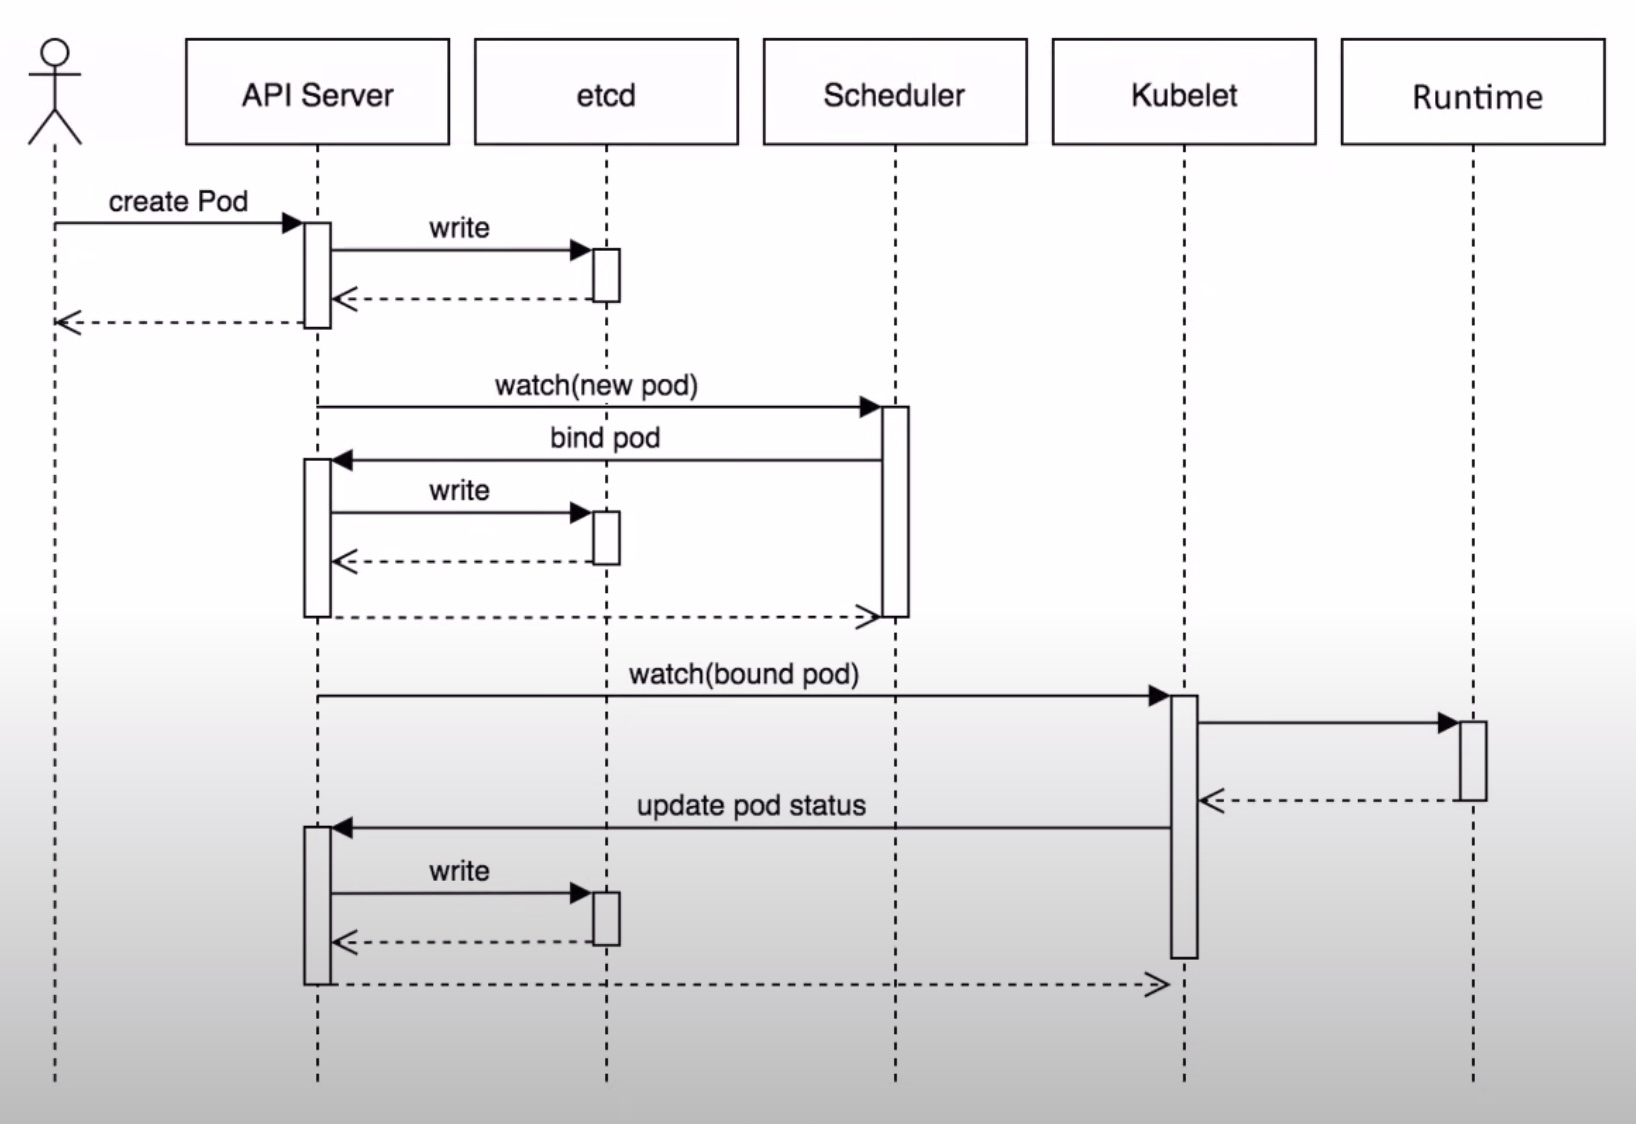 API Server
etcd
Scheduler
Kubelet
Runtime
create Pod
write
watch(new pod)
bind pod
write
watch(bound pod)
update pod status
write